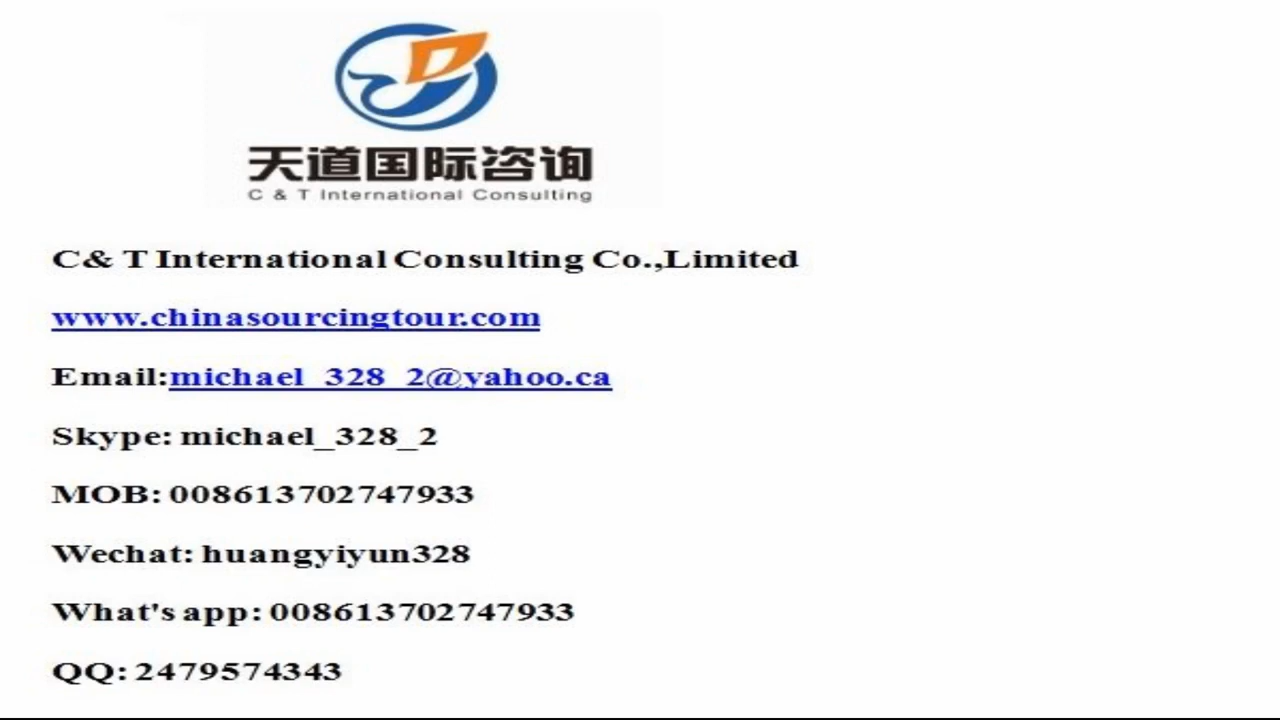 天道国际咨询
C & T International Consulting
C& T International Consulting Co.,Limited
www.chinasourcingtour.com
Email:michael_328_2@yahoo.ca
Skype: michael_328_2
MOB: 008613702747933
Wechat: huangyiyun328
What's app: 008613702747933
QQ: 2479574343